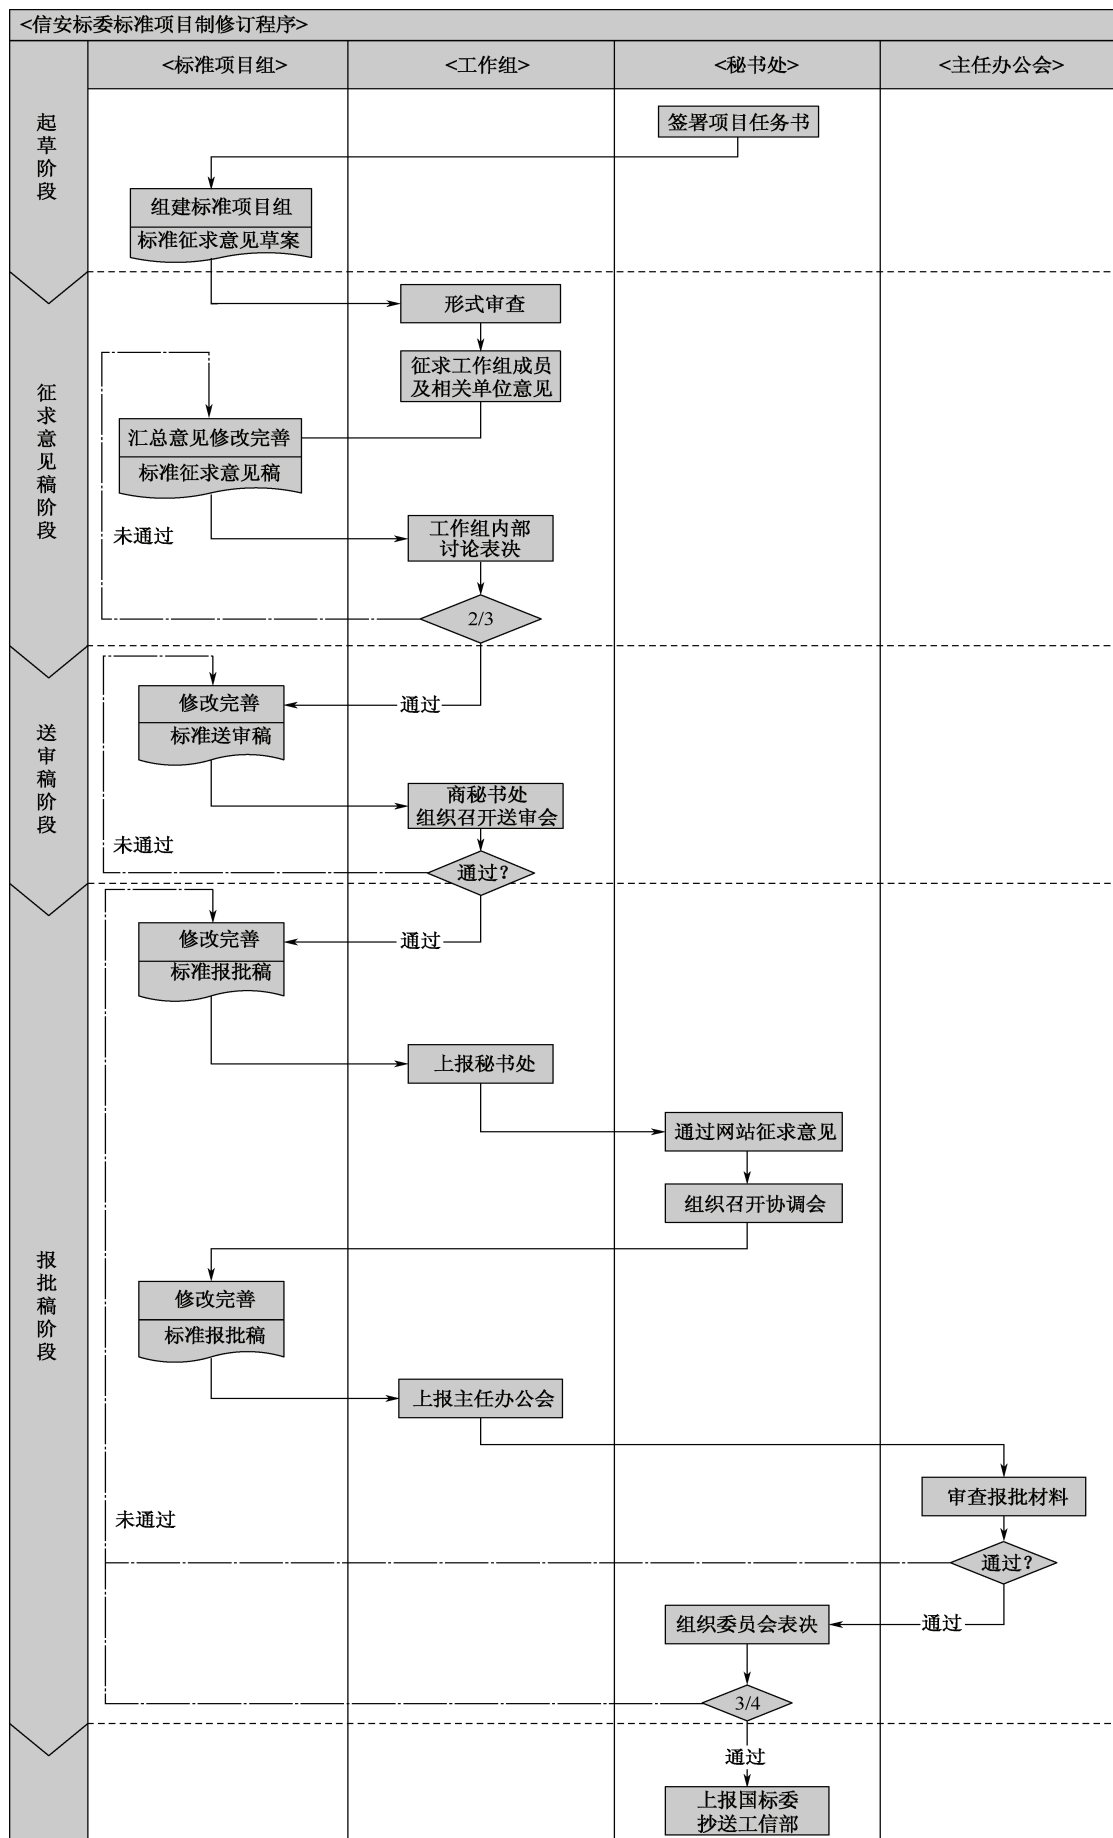 <信安标委标准项目制修订程序>
<标准项目组>
<工作组>
<秘书处>
<主任办公会>
起草阶段
签署项目任务书
组建标准项目组
标准征求意见草案
征求意见稿阶段
形式审查
征求工作组成员
及相关单位意见
汇总意见修改完善
标准征求意见稿
未通过
工作组内部
讨论表决
2/3
送审稿阶段
修改完善
通过
标准送审稿
商秘书处
组织召开送审会
未通过
通过?
报批稿阶段
修改完善
通过
标准报批稿
上报秘书处
通过网站征求意见
组织召开协调会
修改完善
标准报批稿
上报主任办公会
审查报批材料
未通过
通过?
组织委员会表决
通过
3/4
通过
上报国标委
抄送工信部